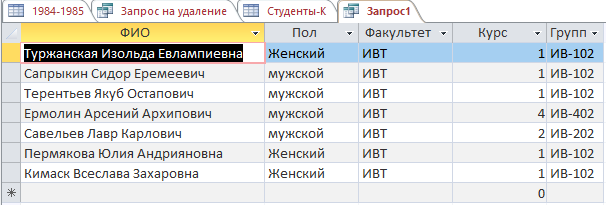 1984-1985 Запрос на удаление Студенты-К Запрос1
ФИО Пол Факультет Курс Групп
Туржанская Изольда Евлампиевна Женский ИВТ 1 ИВ-102
Сапрыкин Сидор Еремеевич мужской ИВТ 1 ИВ-102
Терентьев Якуб Остапович мужской ИВТ 1 ИВ-102
Ермолин Арсений Архипович мужской ИВТ 4 ИВ-402
Савельев Лавр Карлович мужской ИВТ 2 ИВ-202
Пермякова Юлия Андрияновна Женский ИВТ 1 ИВ-102
Кимаск Всеслава Захаровна Женский ИВТ 1 ИВ-102
0